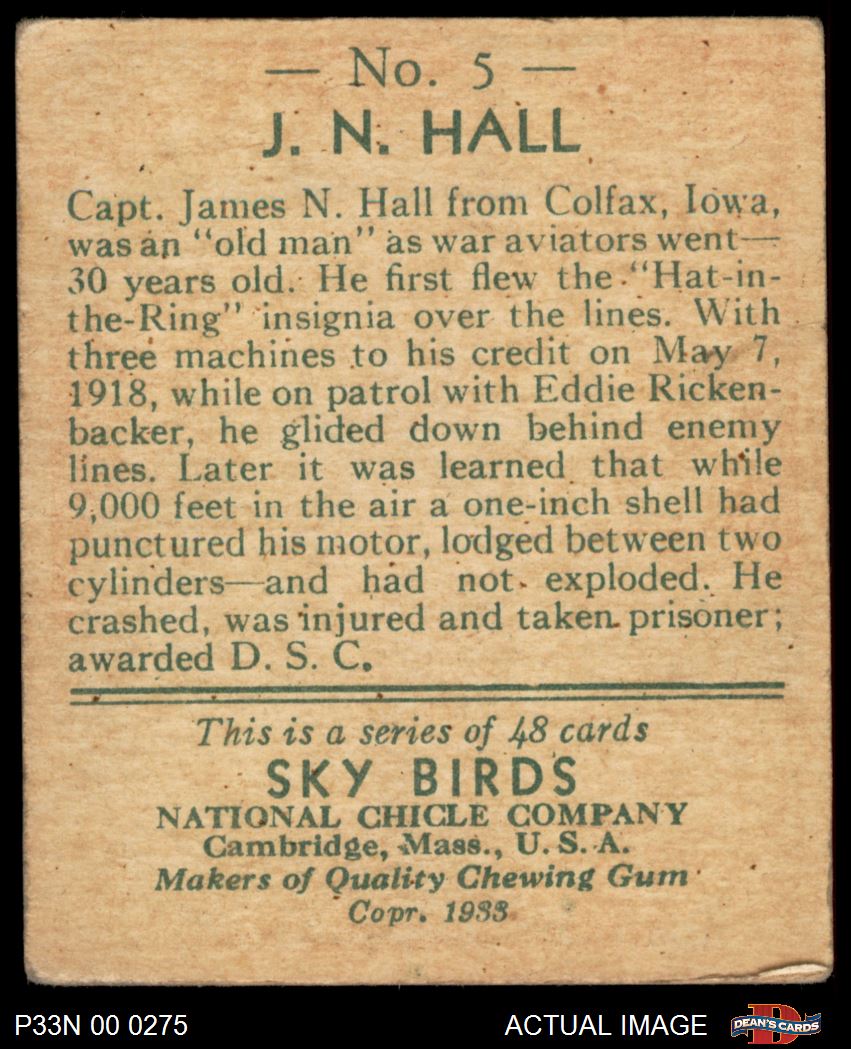 — No. 5 —
J. N. HALL
Capt. James N. Hall from Colfax, Iowa,
was an "old man" as war aviators went—
30 years old. He first flew the "Hat-in-
the-Ring" insignia over the lines. With
three machines to his credit on May 7,
1918, while on patrol with Eddie Ricken-
backer, he glided down behind enemy
lines. Later it was learned that while
9,000 feet in the air a one-inch shell had
punctured his motor, lodged between two
cylinders—and had not exploded. He
crashed, was injured and taken prisoner;
awarded D. S. C.
This is a series of 48 cards
SKY BIRDS
NATIONAL CHICLE COMPANY
Cambridge, Mass., U. S. A.
Makers of Quality Chewing Gum
Copr. 1933
P33N 00 0275
ACTUAL IMAGE
D
DEAN'S CARDS